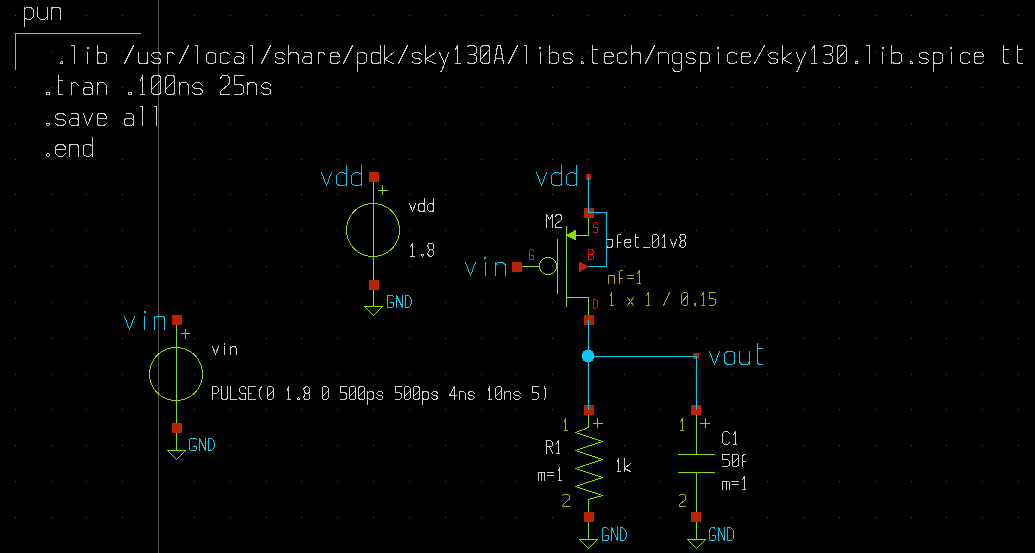 pun
.lib /usr/local/share/pdk/sky130A/libs.tech/ngspice/sky130.lib.spice tt
.tran .100ns 25ns
.save all
.end
vdd
+
vdd
1.8
GND
vdd
M2
S
pfet_01v8
G
B
vin
nf=1
D
1 x 1 / 0.15
vin
+
vin
PULSE(0 1.8 0 500ps 500ps 4ns 10ns 5)
GND
vout
1
+
R1
1k
m=1
2
GND
1
+
C1
50f
m=1
2
GND